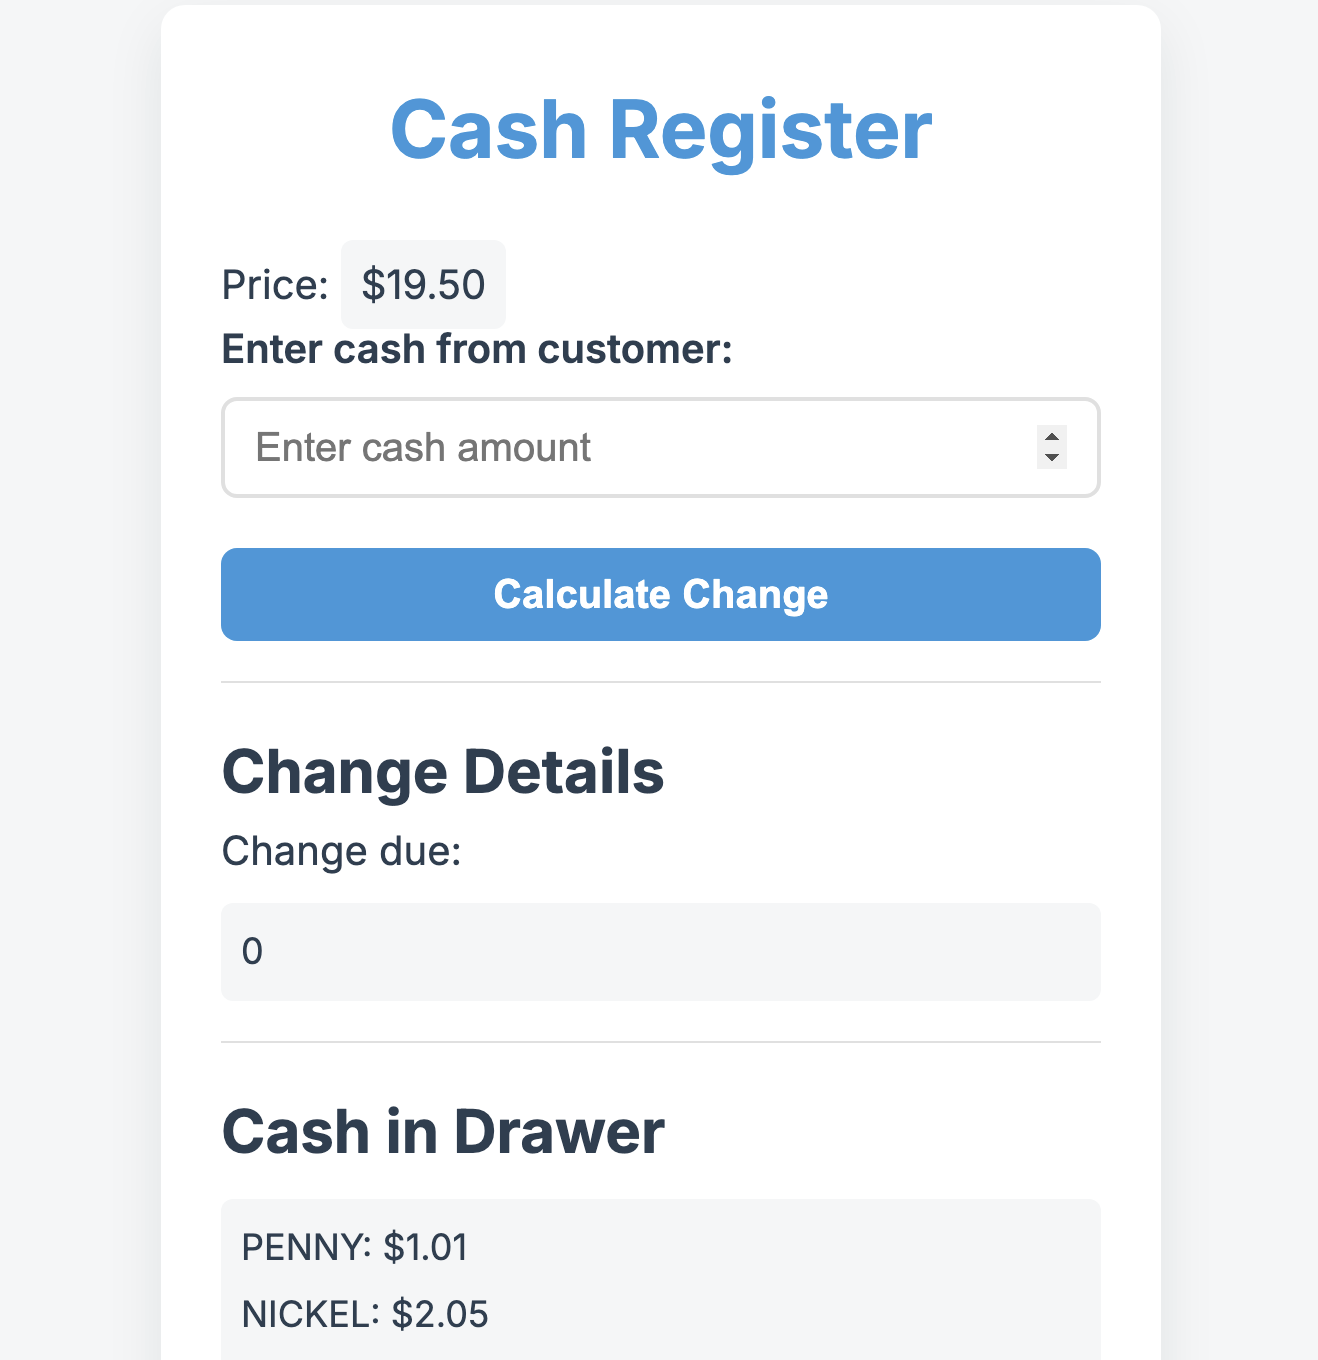 Cash Register
Price: $19.50
Enter cash from customer:
Enter cash amount
Calculate Change
Change Details
Change due:
0
Cash in Drawer
PENNY: $1.01
NICKEL: $2.05